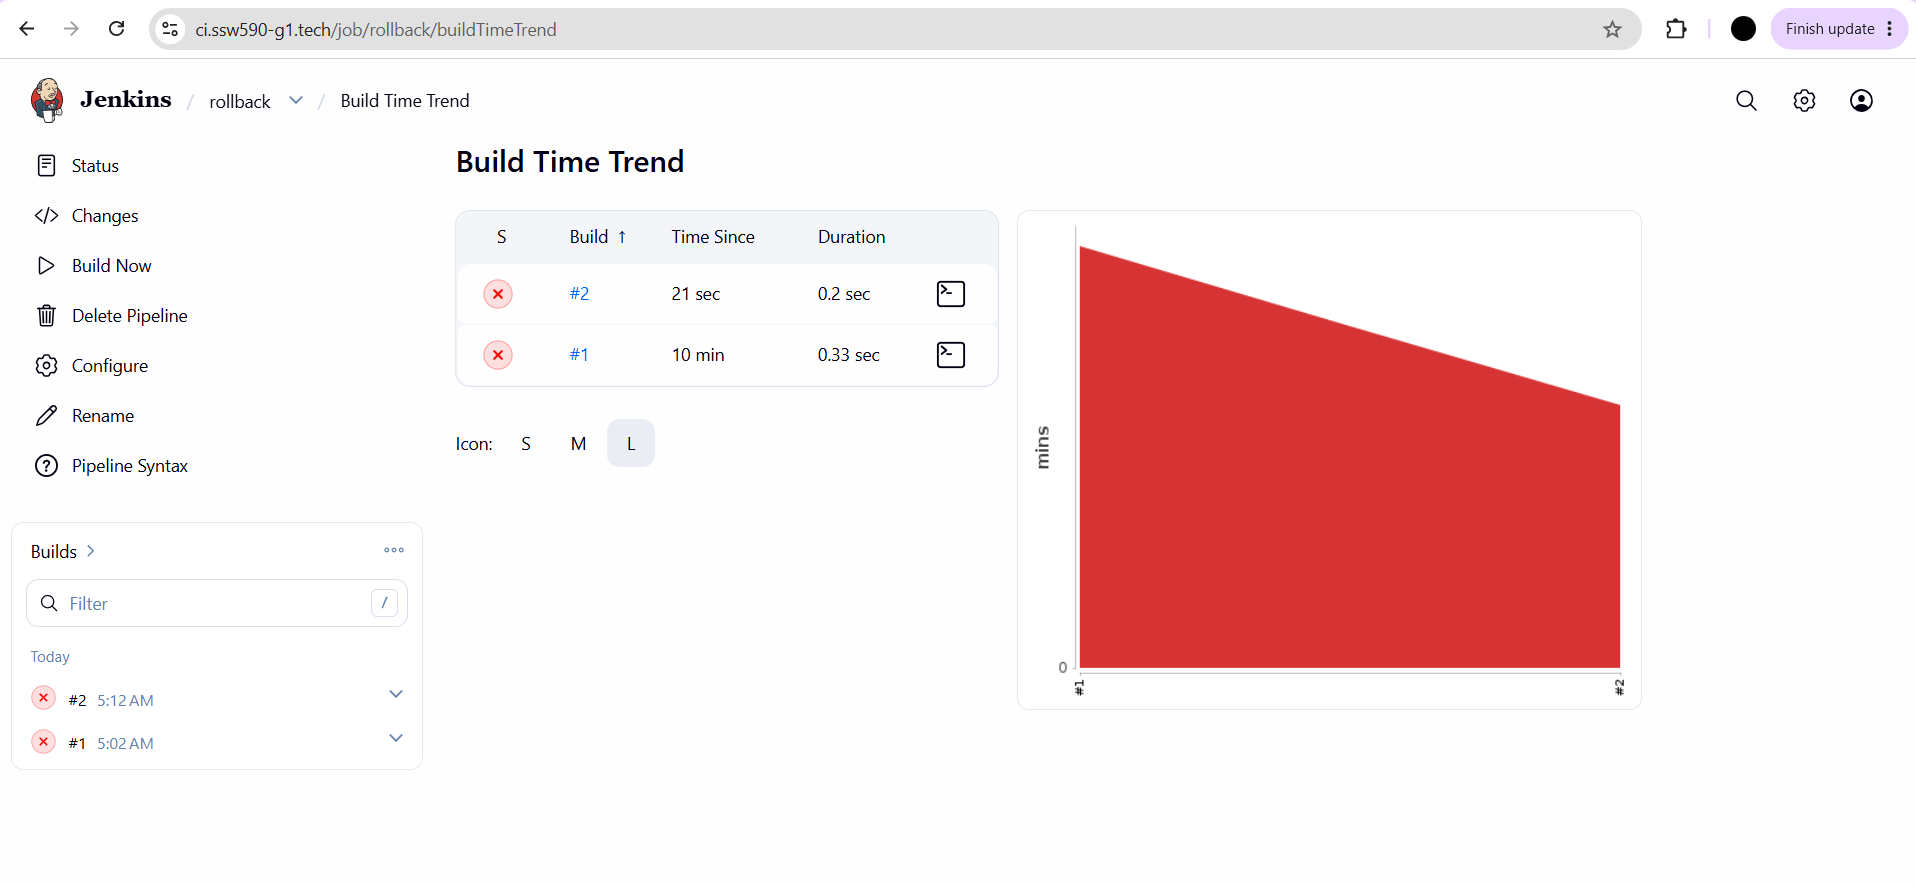 ci.ssw590-g1.tech/job/rollback/buildTimeTrend
Finish update
Jenkins / rollback / Build Time Trend
Status
Changes
Build Now
Delete Pipeline
Configure
Rename
Pipeline Syntax
Builds
Filter /
Today
#2 5:12 AM
#1 5:02 AM
Build Time Trend
S Build ↑ Time Since Duration
#2 21 sec 0.2 sec
#1 10 min 0.33 sec
Icon: S M L
mins
0
#1 #2